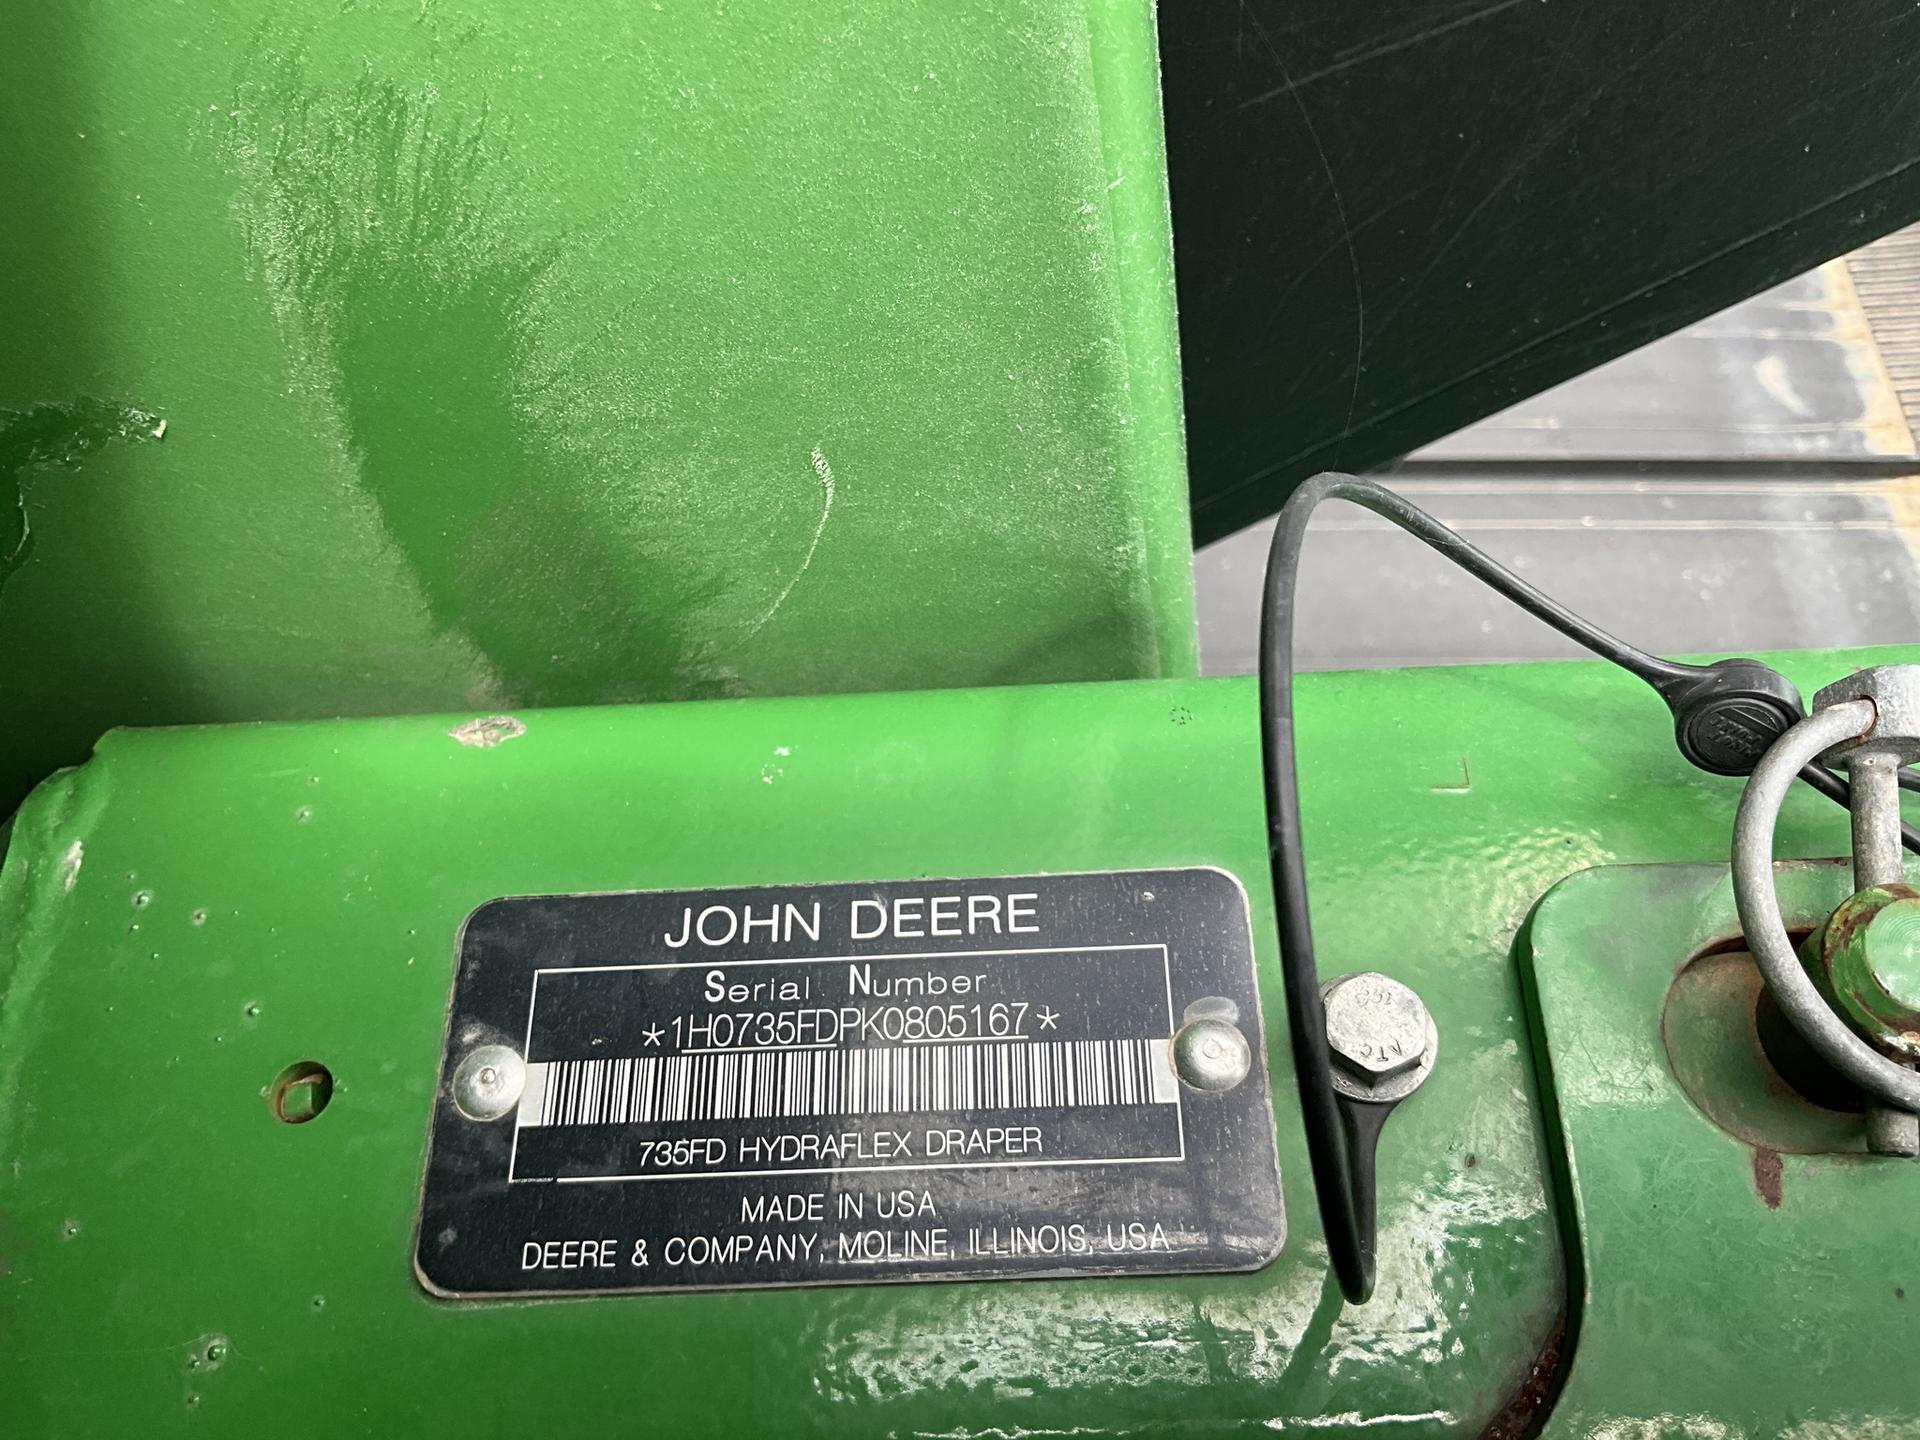 JOHN DEERE
Serial Number
*1H0735FDPK0805167*
735FD HYDRAFLEX DRAPER
MADE IN USA
DEERE & COMPANY, MOLINE, ILLINOIS, USA